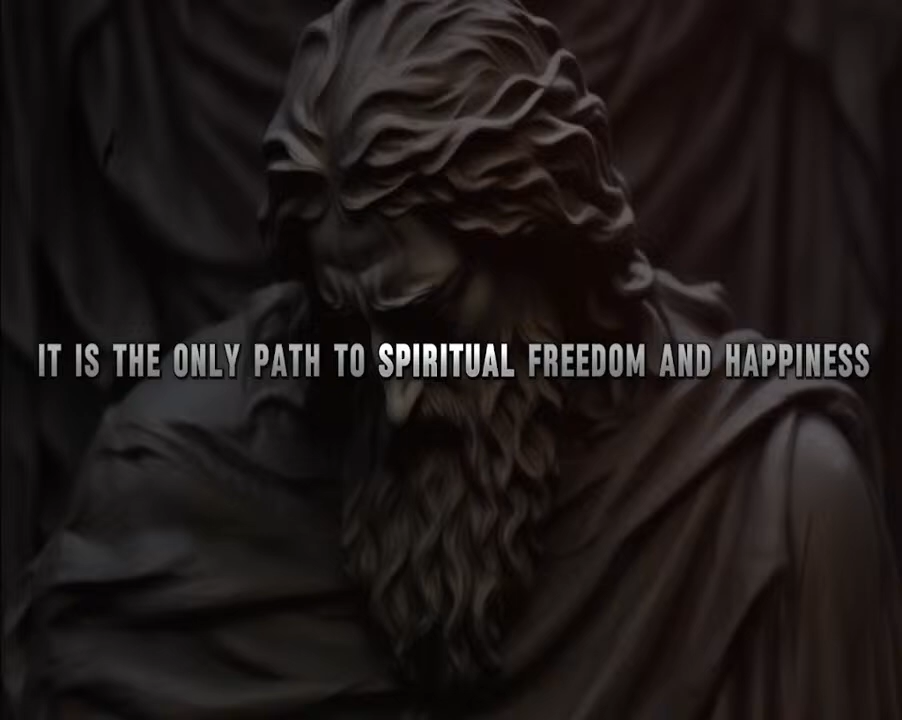 IT IS THE ONLY PATH TO SPIRITUAL FREEDOM AND HAPPINESS